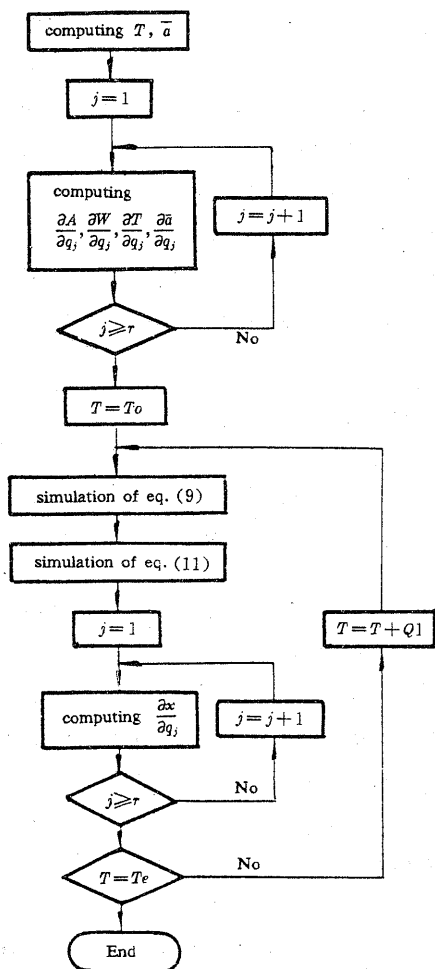 computing T, a̅
j=1
computing
∂A/∂q_j, ∂W/∂q_j, ∂T/∂q_j, ∂a̅/∂q_j
j=j+1
j⩾r
No
T=To
simulation of eq. (9)
simulation of eq. (11)
j=1
T=T+Q1
computing ∂x/∂q_j
j=j+1
j⩾r
No
T=Te
No
End